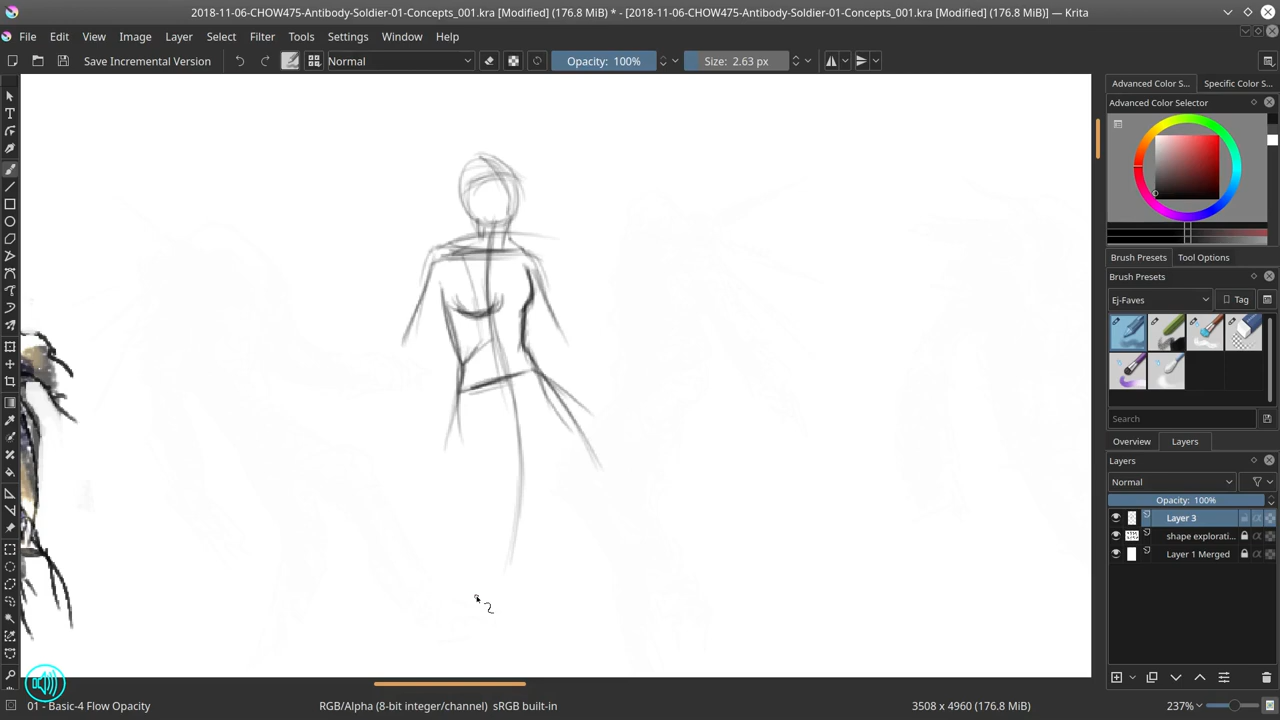 2018-11-06-CHOW475-Antibody-Soldier-01-Concepts_001.kra [Modified] (176.8 MiB) * - [2018-11-06-CHOW475-Antibody-Soldier-01-Concepts_001.kra [Modified] (176.8 MiB)] — Krita
File Edit View Image Layer Select Filter Tools Settings Window Help
Save Incremental Version Normal Opacity: 100% Size: 2.63 px
Advanced Color S... Specific Color S...
Advanced Color Selector
Brush Presets Tool Options
Brush Presets
Ej-Faves Tag
Search
Overview Layers
Layers
Normal
Opacity: 100%
Layer 3
shape explorati...
Layer 1 Merged
01 - Basic-4 Flow Opacity RGB/Alpha (8-bit integer/channel) sRGB built-in 3508 x 4960 (176.8 MiB) 237%